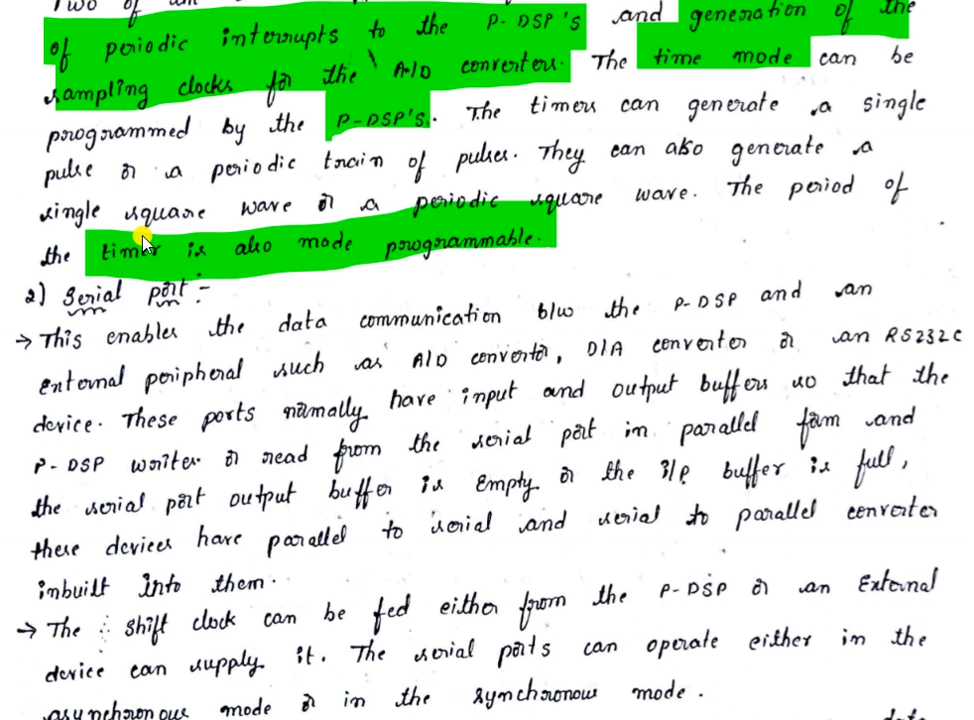 Two of
of periodic interrupts to the P-DSP's and generation of the
sampling clocks for the A/D converters. The time mode can be
programmed by the P-DSP's. The timers can generate a single
pulse or a periodic train of pulses. They can also generate a
single square wave or a periodic square wave. The period of
the timer is also mode programmable.
2) Serial port :-
→ This enables the data communication b/w the P-DSP and an
External peripheral such as A/D convertor, D/A converter or an RS232C
device. These ports normally have input and output buffers so that the
P-DSP writes or read from the serial port in parallel form and
the serial port output buffer is Empty or the i/p buffer is full,
these devices have parallel to serial and serial to parallel converter
inbuilt into them.
→ The shift clock can be fed either from the P-DSP or an External
device can supply it. The serial ports can operate either in the
asynchronous mode or in the synchronous mode.
data